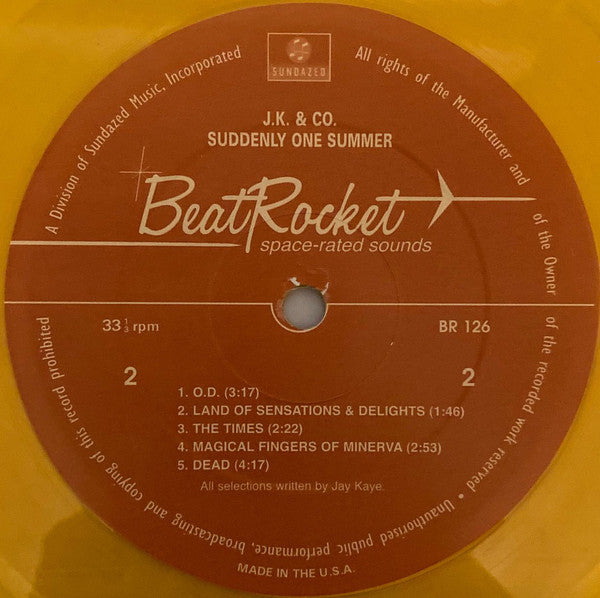 SUNDAZED
A Division of Sundazed Music, Incorporated
All rights of the Manufacturer and of the Owner of the recorded work reserved • Unauthorised public performance, broadcasting and copying of this record prohibited
J.K. & CO.
SUDDENLY ONE SUMMER
BeatRocket
space-rated sounds
33 1/3 rpm
BR 126
2
2
1. O.D. (3:17)
2. LAND OF SENSATIONS & DELIGHTS (1:46)
3. THE TIMES (2:22)
4. MAGICAL FINGERS OF MINERVA (2:53)
5. DEAD (4:17)
All selections written by Jay Kaye.
MADE IN THE U.S.A.